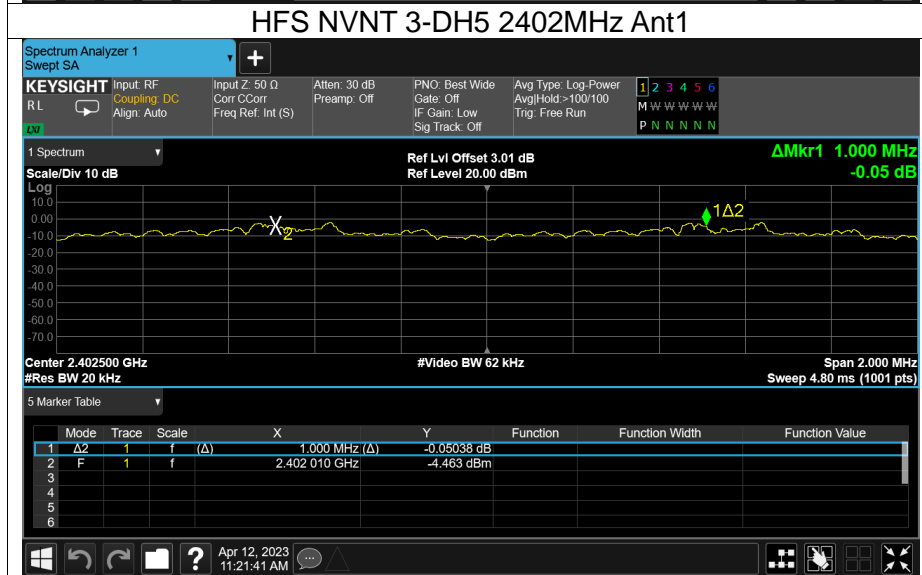 HFS NVNT 3-DH5 2402MHz Ant1
Spectrum Analyzer 1
Swept SA
+
KEYSIGHT Input: RF Input Z: 50 Ω Atten: 30 dB PNO: Best Wide Avg Type: Log-Power 1 2 3 4 5 6
R L Coupling: DC Corr CCorr Preamp: Off Gate: Off Avg|Hold:>100/100 M W W W W W
Align: Auto Freq Ref: Int (S) IF Gain: Low Trig: Free Run
LXI Sig Track: Off P N N N N N
1 Spectrum Ref Lvl Offset 3.01 dB ΔMkr1 1.000 MHz
Scale/Div 10 dB Ref Level 20.00 dBm -0.05 dB
Log
10.0
0.00 1Δ2
-10.0 X2
-20.0
-30.0
-40.0
-50.0
-60.0
-70.0
Center 2.402500 GHz #Video BW 62 kHz Span 2.000 MHz
#Res BW 20 kHz Sweep 4.80 ms (1001 pts)
5 Marker Table
Mode Trace Scale X Y Function Function Width Function Value
1 Δ2 1 f (Δ) 1.000 MHz (Δ) -0.05038 dB
2 F 1 f 2.402 010 GHz -4.463 dBm
3
4
5
6
? Apr 12, 2023
11:21:41 AM